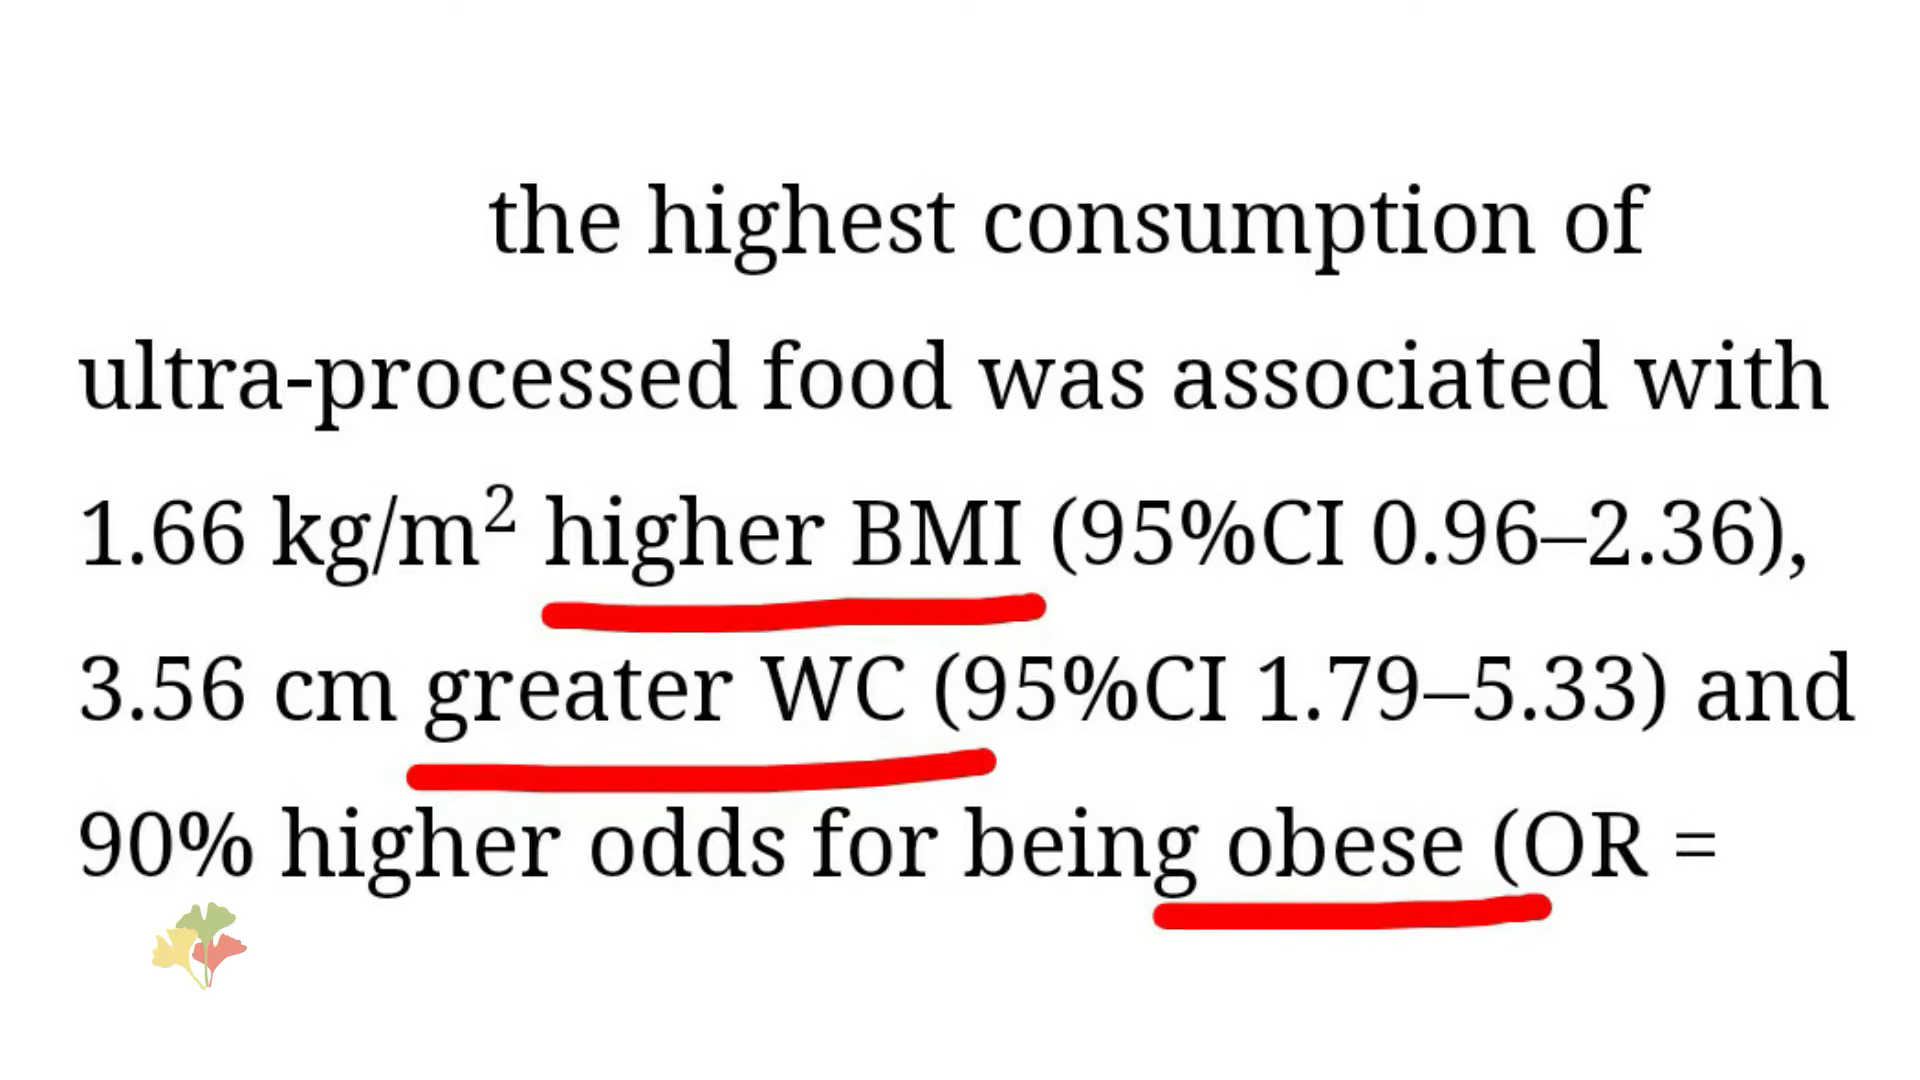 the highest consumption of
ultra-processed food was associated with
1.66 kg/m² higher BMI (95%CI 0.96–2.36),
3.56 cm greater WC (95%CI 1.79–5.33) and
90% higher odds for being obese (OR =